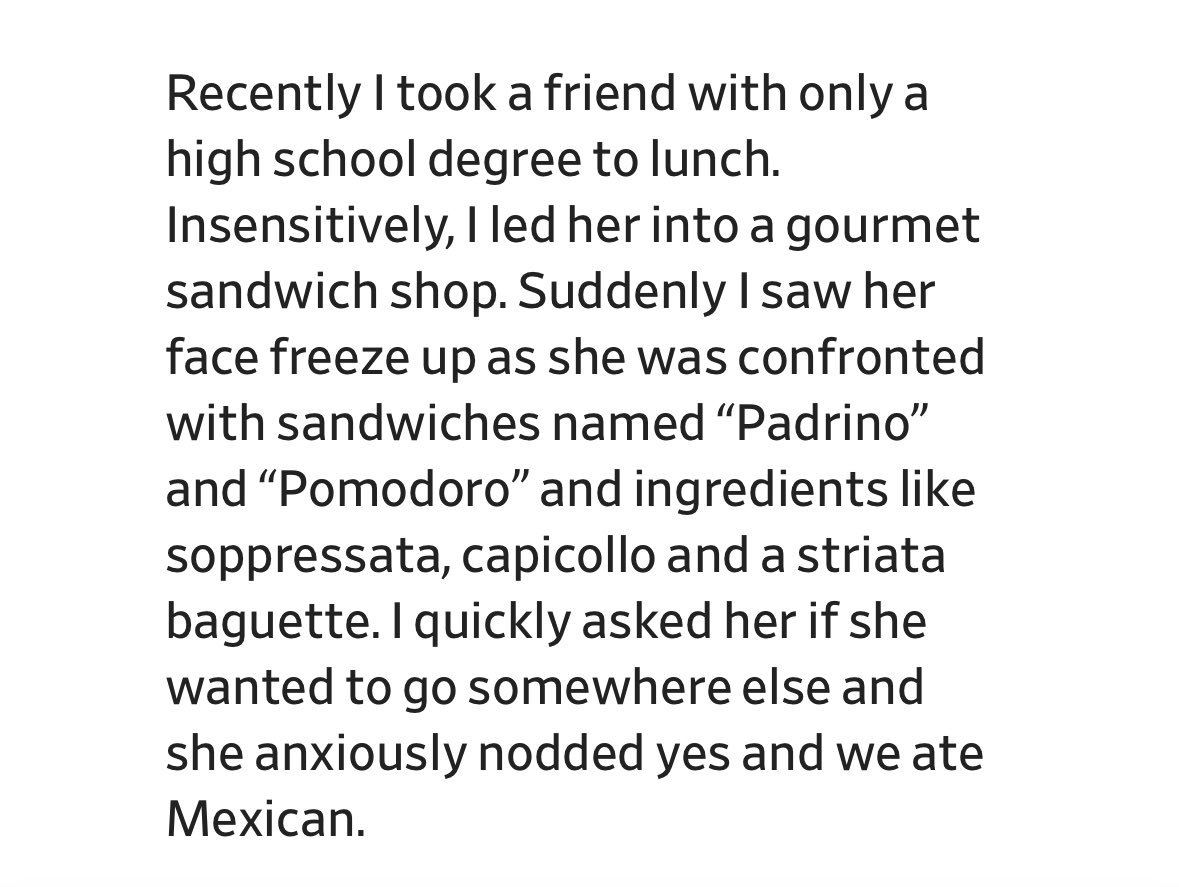 Recently I took a friend with only a
high school degree to lunch.
Insensitively, I led her into a gourmet
sandwich shop. Suddenly I saw her
face freeze up as she was confronted
with sandwiches named “Padrino”
and “Pomodoro” and ingredients like
soppressata, capicollo and a striata
baguette. I quickly asked her if she
wanted to go somewhere else and
she anxiously nodded yes and we ate
Mexican.